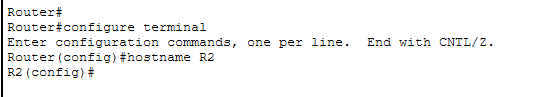 Router#
Router#configure terminal
Enter configuration commands, one per line.  End with CNTL/Z.
Router(config)#hostname R2
R2(config)#